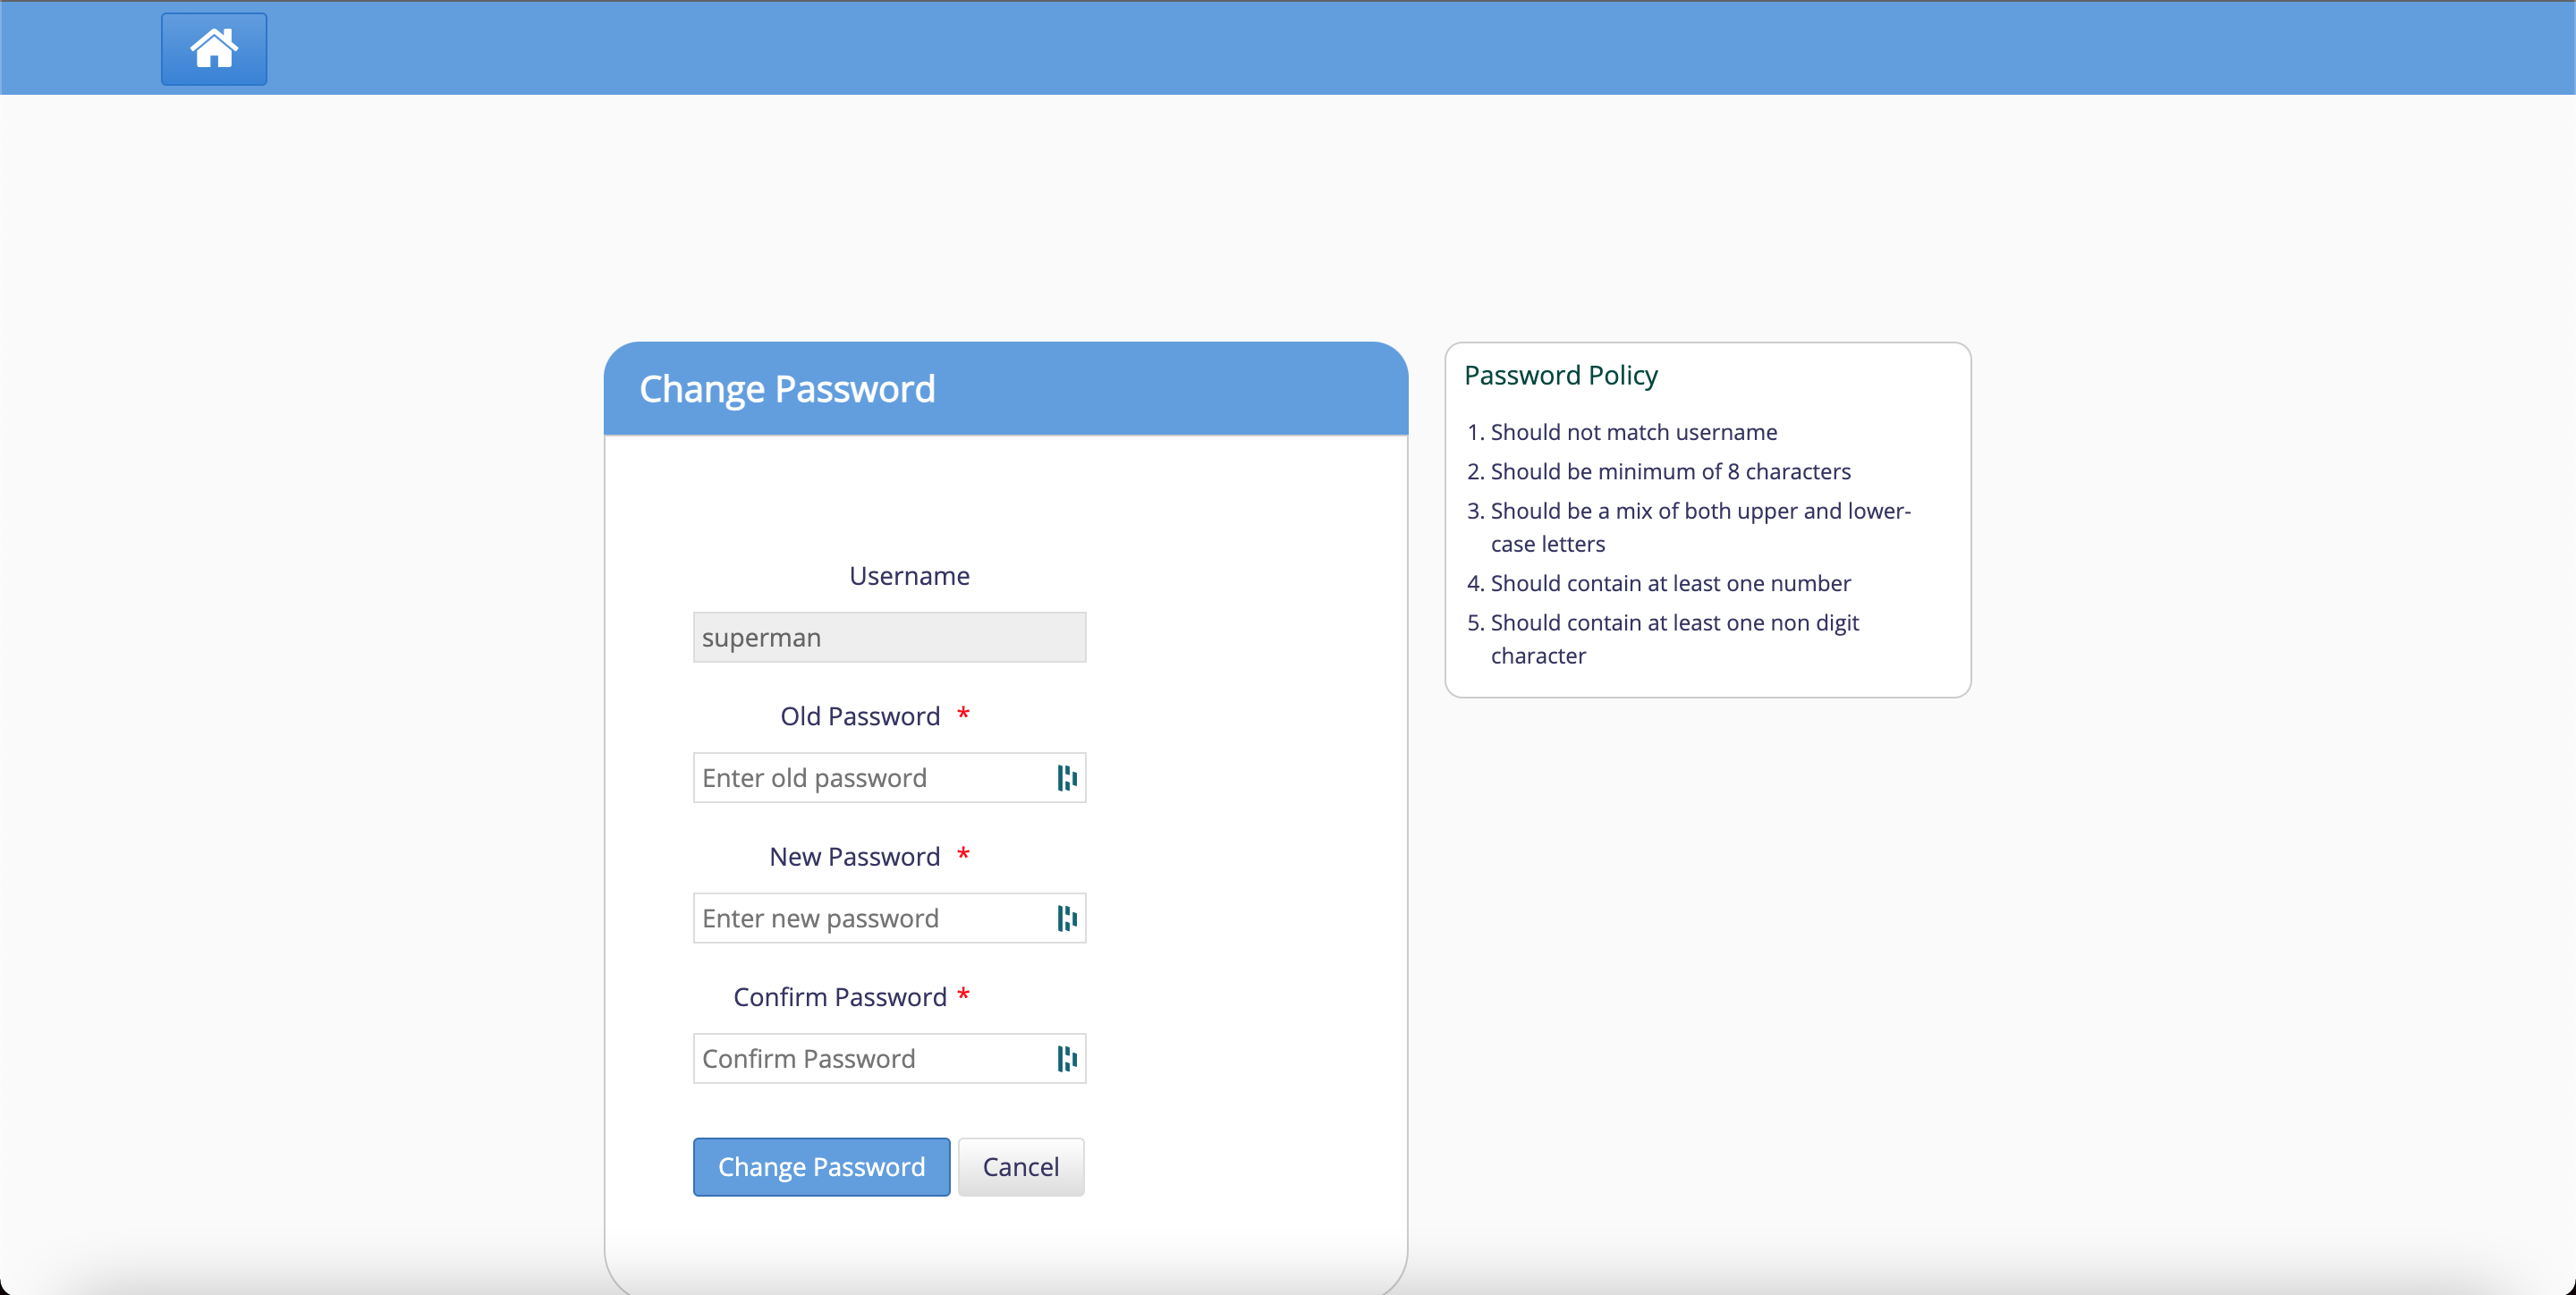 Change Password
Username
superman
Old Password *
Enter old password
New Password *
Enter new password
Confirm Password *
Confirm Password
Change Password
Cancel
Password Policy
1. Should not match username
2. Should be minimum of 8 characters
3. Should be a mix of both upper and lower-
case letters
4. Should contain at least one number
5. Should contain at least one non digit
character